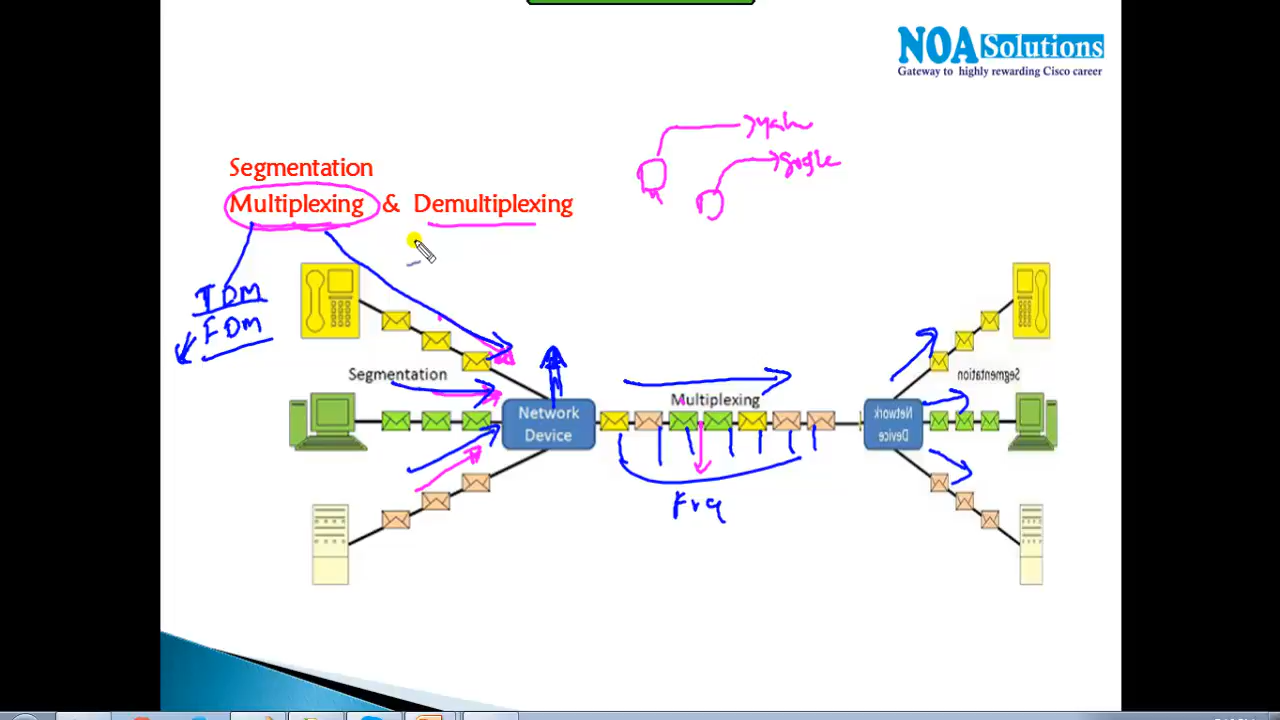 NOA Solutions
Gateway to highly rewarding Cisco career
Segmentation
Multiplexing & Demultiplexing
TDM
FDM
Segmentation
Network
Device
Multiplexing
Frq
Network
Device
Segmentation